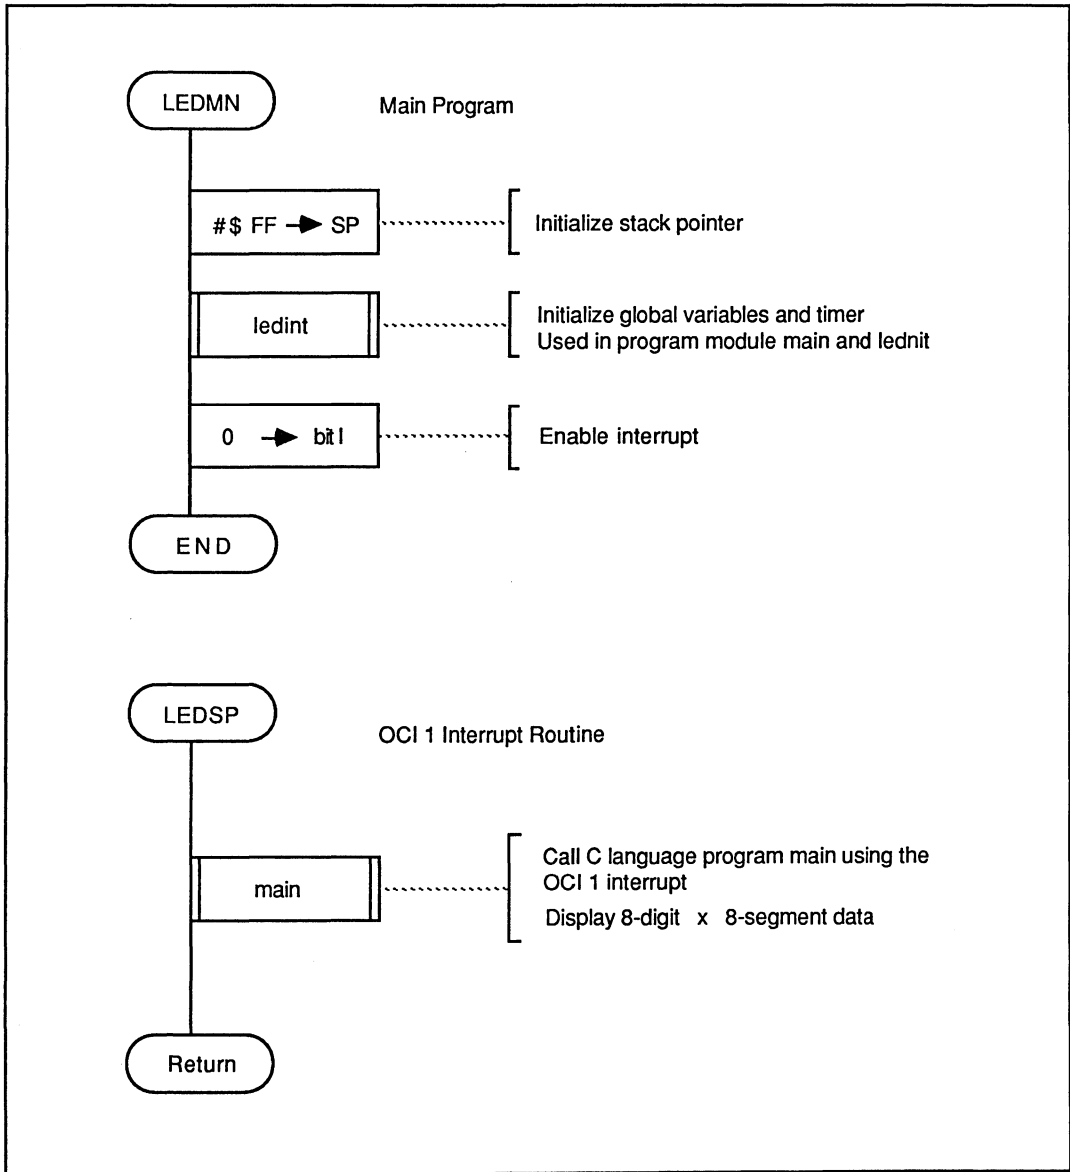 LEDMN
Main Program
#$ FF → SP
Initialize stack pointer
ledint
Initialize global variables and timer
Used in program module main and lednit
0 → bit I
Enable interrupt
END
LEDSP
OCI 1 Interrupt Routine
main
Call C language program main using the
OCI 1 interrupt
Display 8-digit x 8-segment data
Return